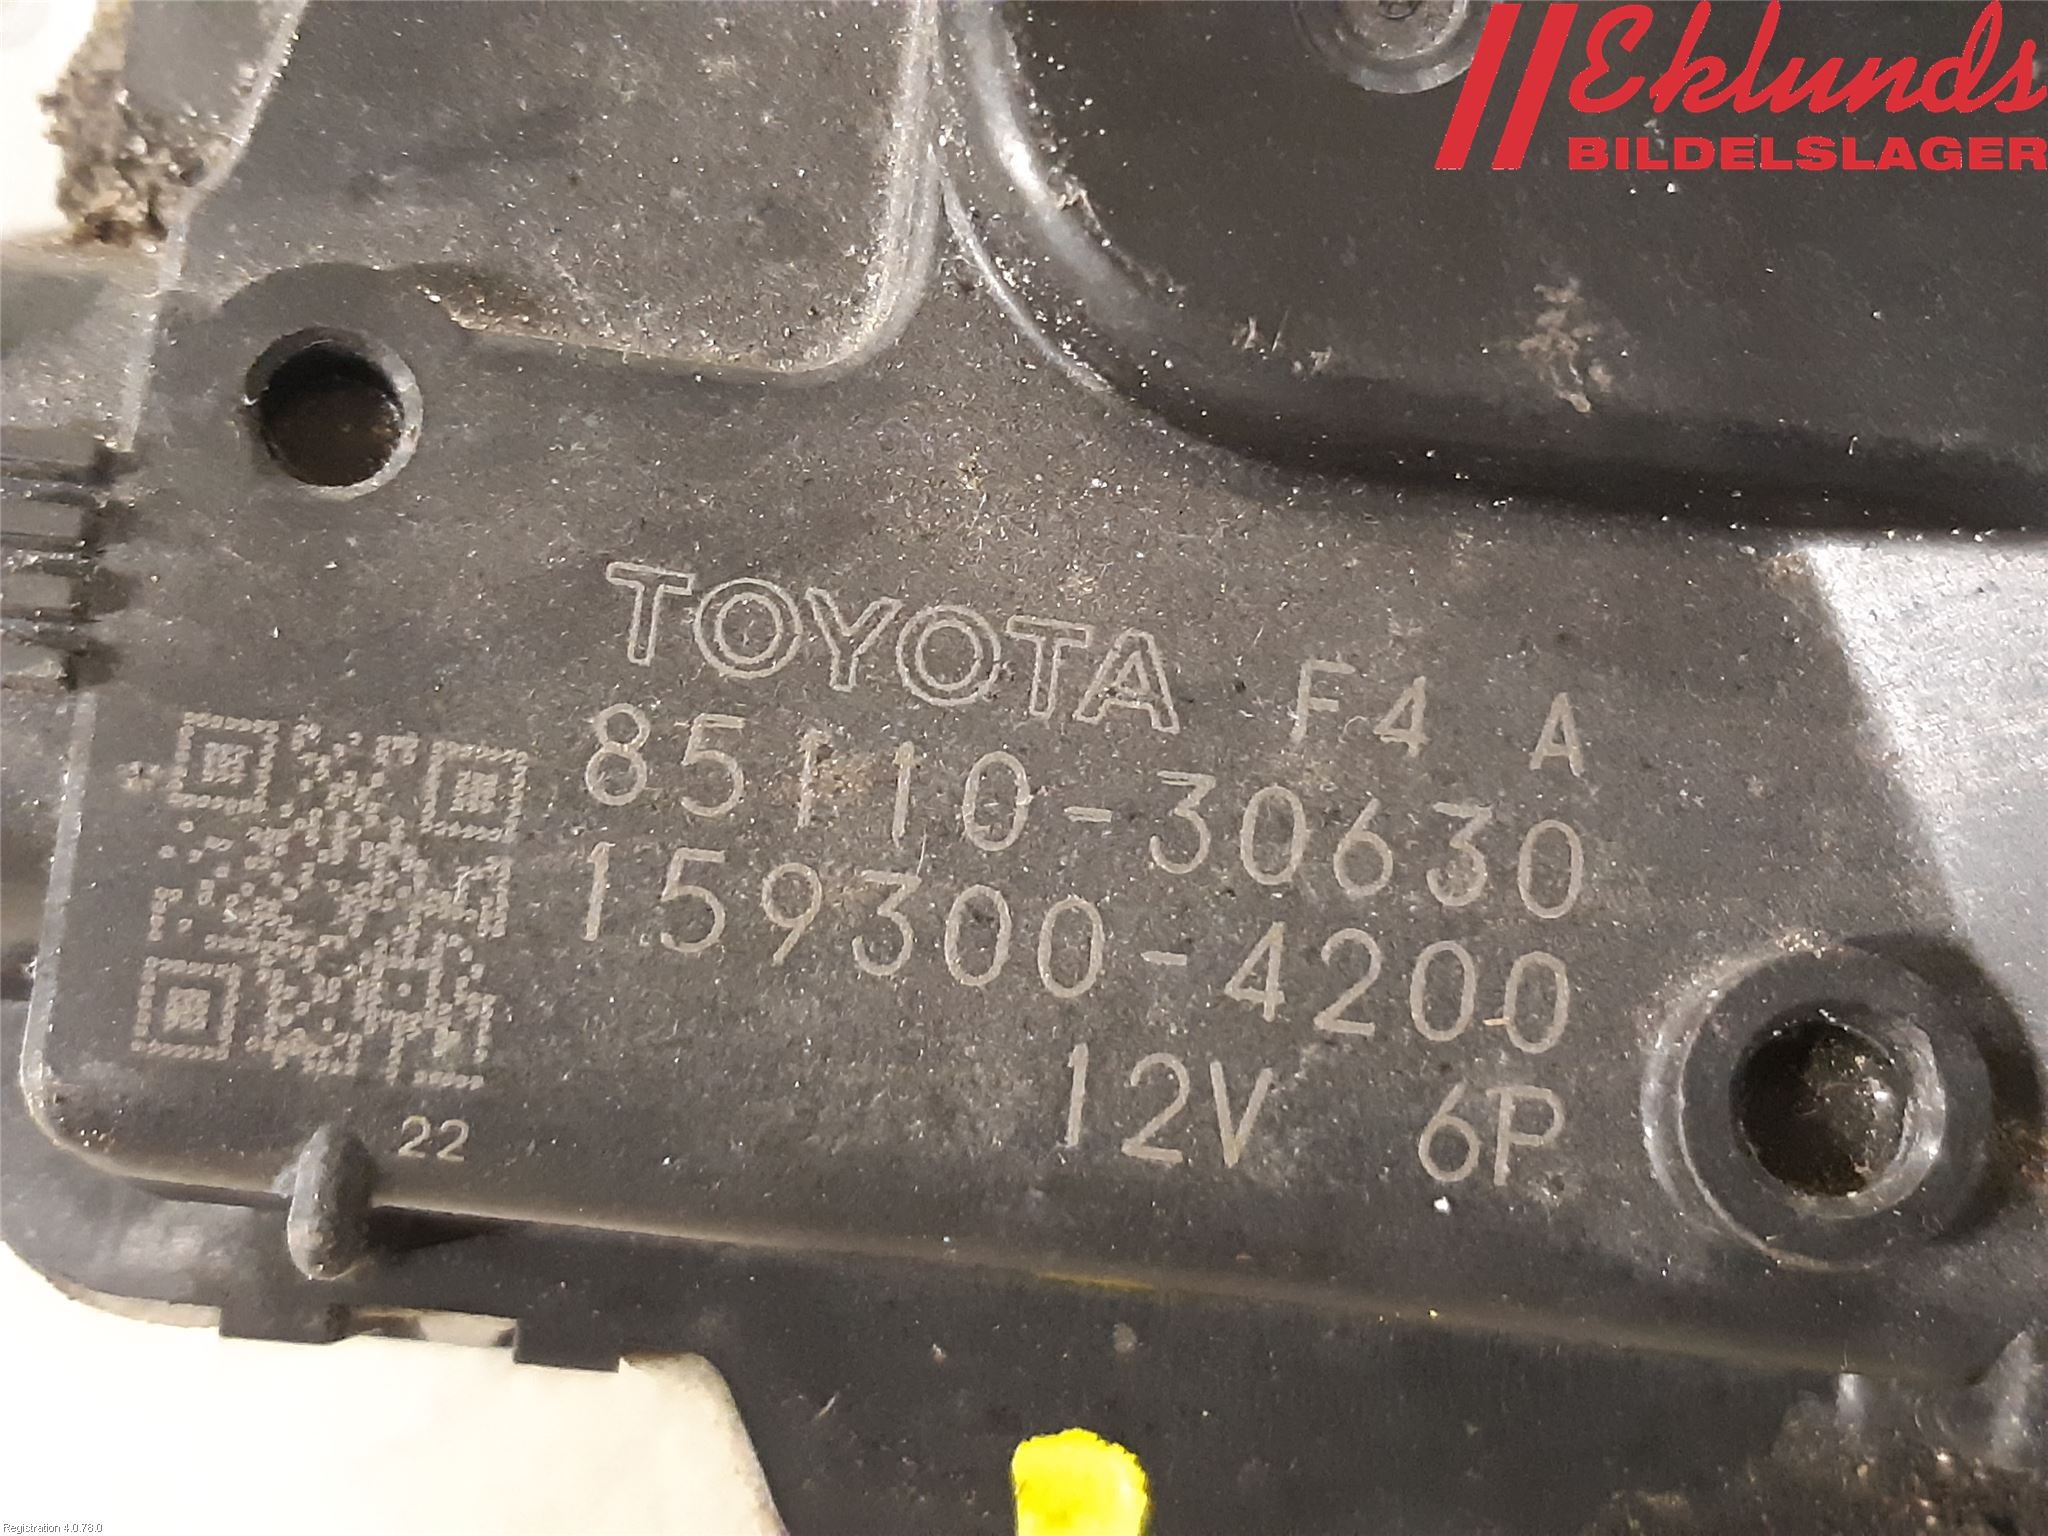 Eklunds
BILDELSLAGER
TOYOTA F4 A
85110-30630
159300-4200
12V 6P
22
Registration 4.0.78.0